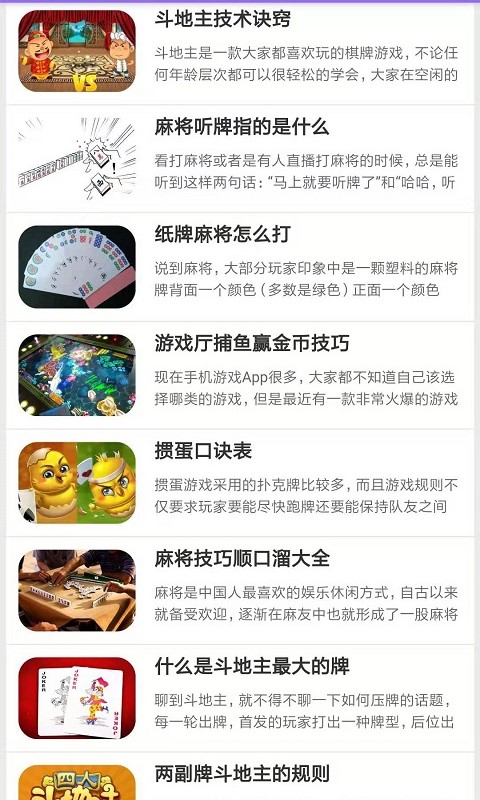 斗地主技术诀窍
斗地主是一款大家都喜欢玩的棋牌游戏，不论任
何年龄层次都可以很轻松的学会，大家在空闲的
VS
麻将听牌指的是什么
看打麻将或者是有人直播打麻将的时候，总是能
听到这样两句话：“马上就要听牌了”和“哈哈，听
纸牌麻将怎么打
说到麻将，大部分玩家印象中是一颗塑料的麻将
牌背面一个颜色（多数是绿色）正面一个颜色
游戏厅捕鱼赢金币技巧
现在手机游戏App很多，大家都不知道自己该选
择哪类的游戏，但是最近有一款非常火爆的游戏
掼蛋口诀表
掼蛋游戏采用的扑克牌比较多，而且游戏规则不
仅要求玩家要能尽快跑牌还要能保持队友之间
麻将技巧顺口溜大全
麻将是中国人最喜欢的娱乐休闲方式，自古以来
就备受欢迎，逐渐在麻友中也就形成了一股麻将
什么是斗地主最大的牌
聊到斗地主，就不得不聊一下如何压牌的话题，
每一轮出牌，首发的玩家打出一种牌型，后位出
JOKER
JOKER
JOKER
两副牌斗地主的规则
四人
斗地主